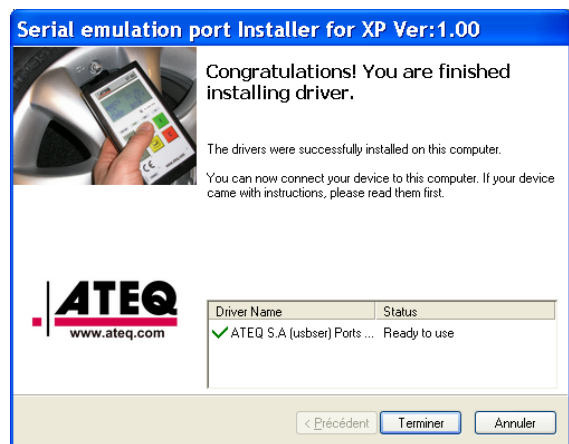 Serial emulation port Installer for XP Ver:1.00
Congratulations! You are finished
installing driver.
The drivers were successfully installed on this computer.
You can now connect your device to this computer. If your device
came with instructions, please read them first.
ATEQ
www.ateq.com
Driver Name Status
ATEQ S.A (usbser) Ports ... Ready to use
< Précédent Terminer Annuler